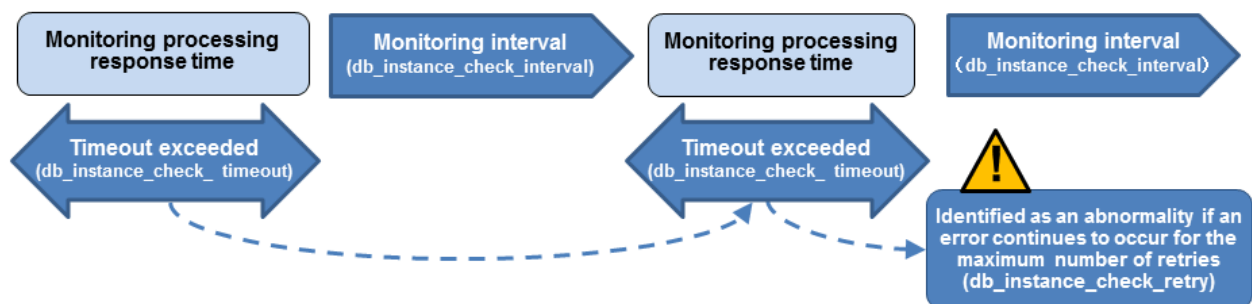 Monitoring processing
response time
Monitoring interval
(db_instance_check_interval)
Monitoring processing
response time
Monitoring interval
（db_instance_check_interval）
Timeout exceeded
(db_instance_check_ timeout)
Timeout exceeded
(db_instance_check_ timeout)
!
Identified as an abnormality if an
error continues to occur for the
maximum number of retries
(db_instance_check_retry)